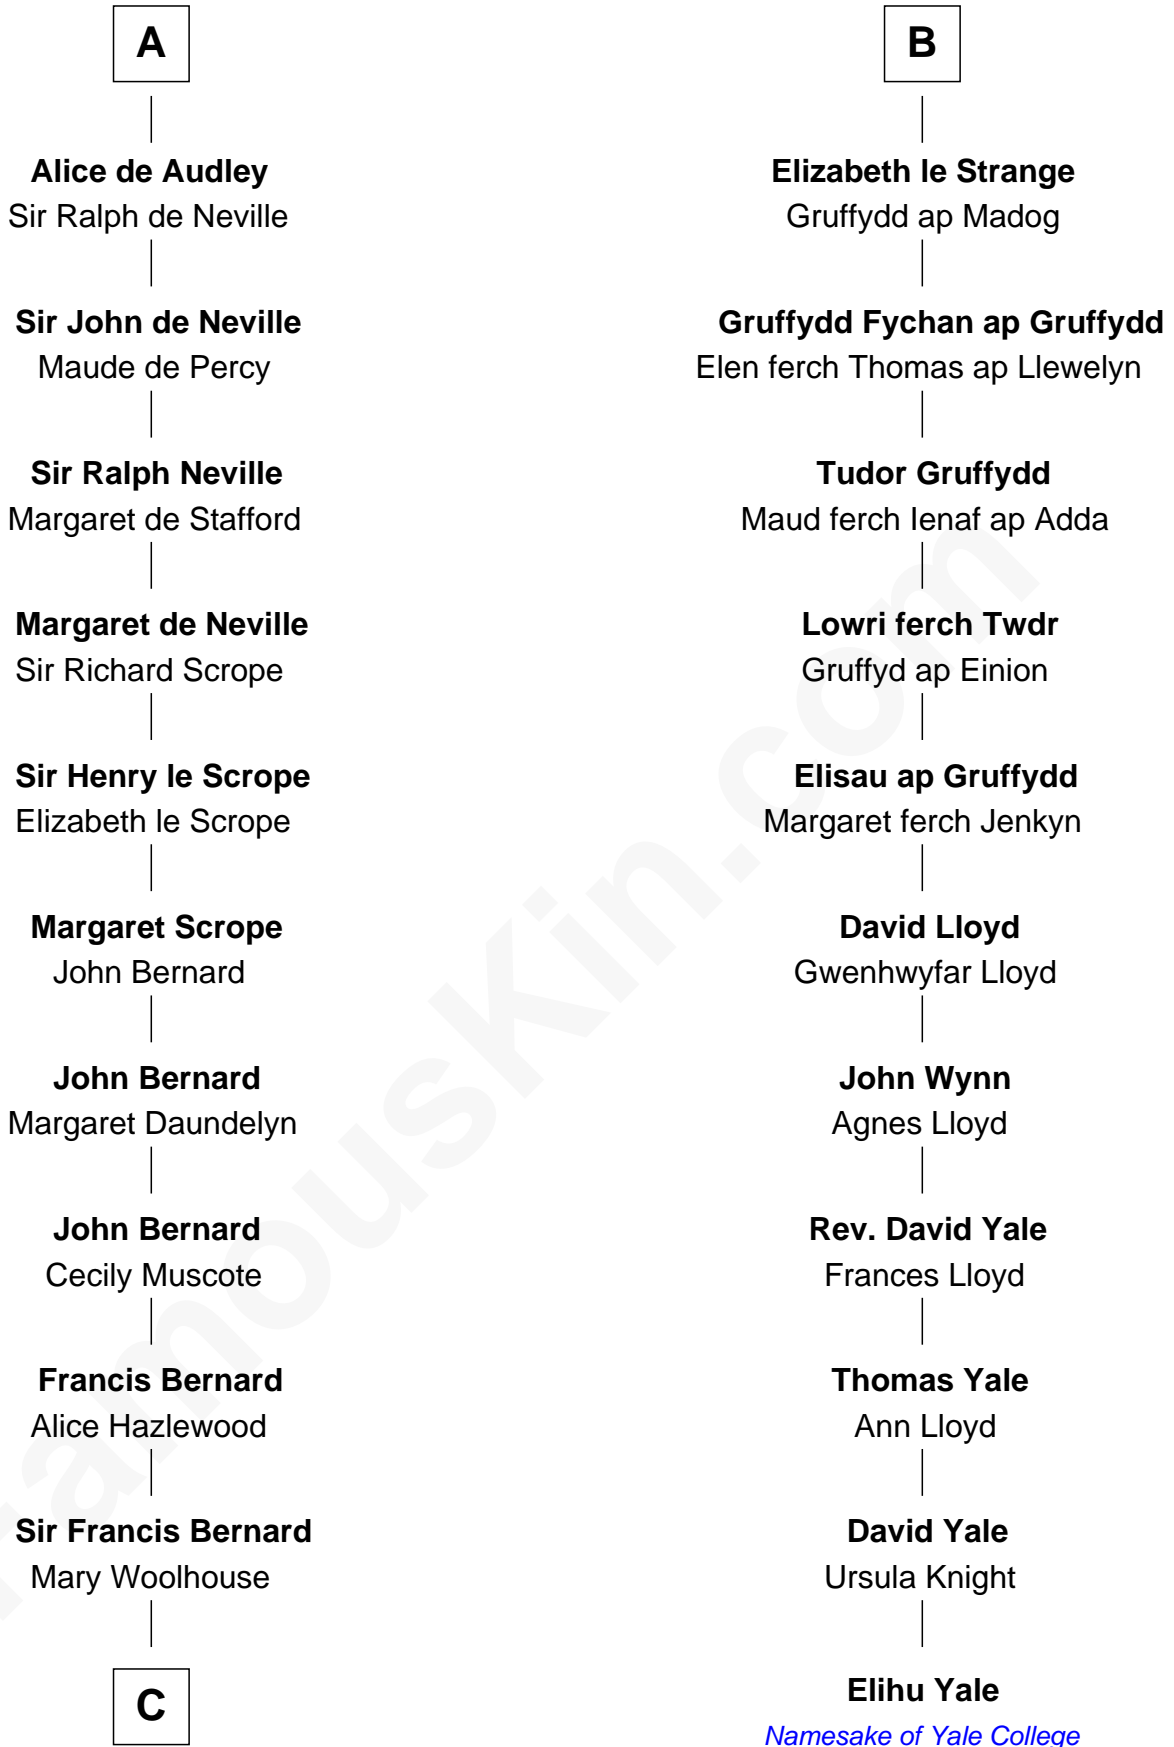 A
Alice de Audley
Sir Ralph de Neville
Sir John de Neville
Maude de Percy
Sir Ralph Neville
Margaret de Stafford
Margaret de Neville
Sir Richard Scrope
Sir Henry le Scrope
Elizabeth le Scrope
Margaret Scrope
John Bernard
John Bernard
Margaret Daundelyn
John Bernard
Cecily Muscote
Francis Bernard
Alice Hazlewood
Sir Francis Bernard
Mary Woolhouse
C
B
Elizabeth le Strange
Gruffydd ap Madog
Gruffydd Fychan ap Gruffydd
Elen ferch Thomas ap Llewelyn
Tudor Gruffydd
Maud ferch Ienaf ap Adda
Lowri ferch Twdr
Gruffyd ap Einion
Elisau ap Gruffydd
Margaret ferch Jenkyn
David Lloyd
Gwenhwyfar Lloyd
John Wynn
Agnes Lloyd
Rev. David Yale
Frances Lloyd
Thomas Yale
Ann Lloyd
David Yale
Ursula Knight
Elihu Yale
Namesake of Yale College
FamousKin.com